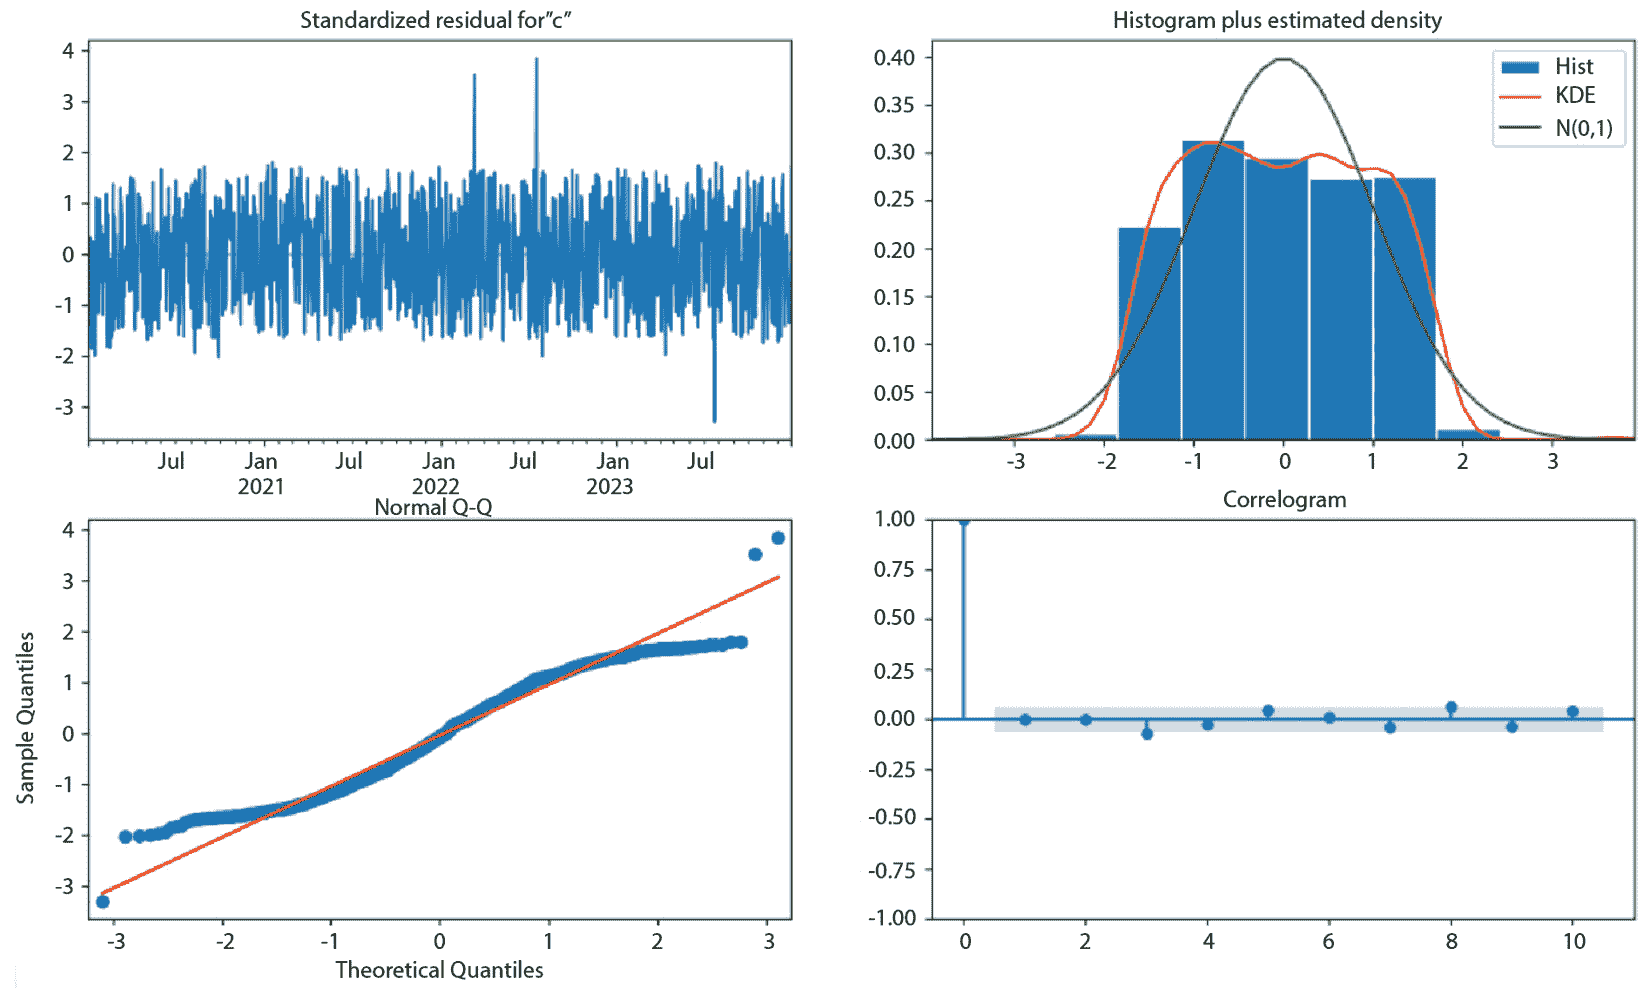 Standardized residual for"c"
4
3
2
1
0
-1
-2
-3
Jul Jan Jul Jan Jul Jan Jul
2021 2022 2023
Histogram plus estimated density
0.40
0.35
0.30
0.25
0.20
0.15
0.10
0.05
0.00
Hist
KDE
N(0,1)
-3 -2 -1 0 1 2 3
Normal Q-Q
Sample Quantiles
4
3
2
1
0
-1
-2
-3
-3 -2 -1 0 1 2 3
Theoretical Quantiles
Correlogram
1.00
0.75
0.50
0.25
0.00
-0.25
-0.50
-0.75
-1.00
0 2 4 6 8 10